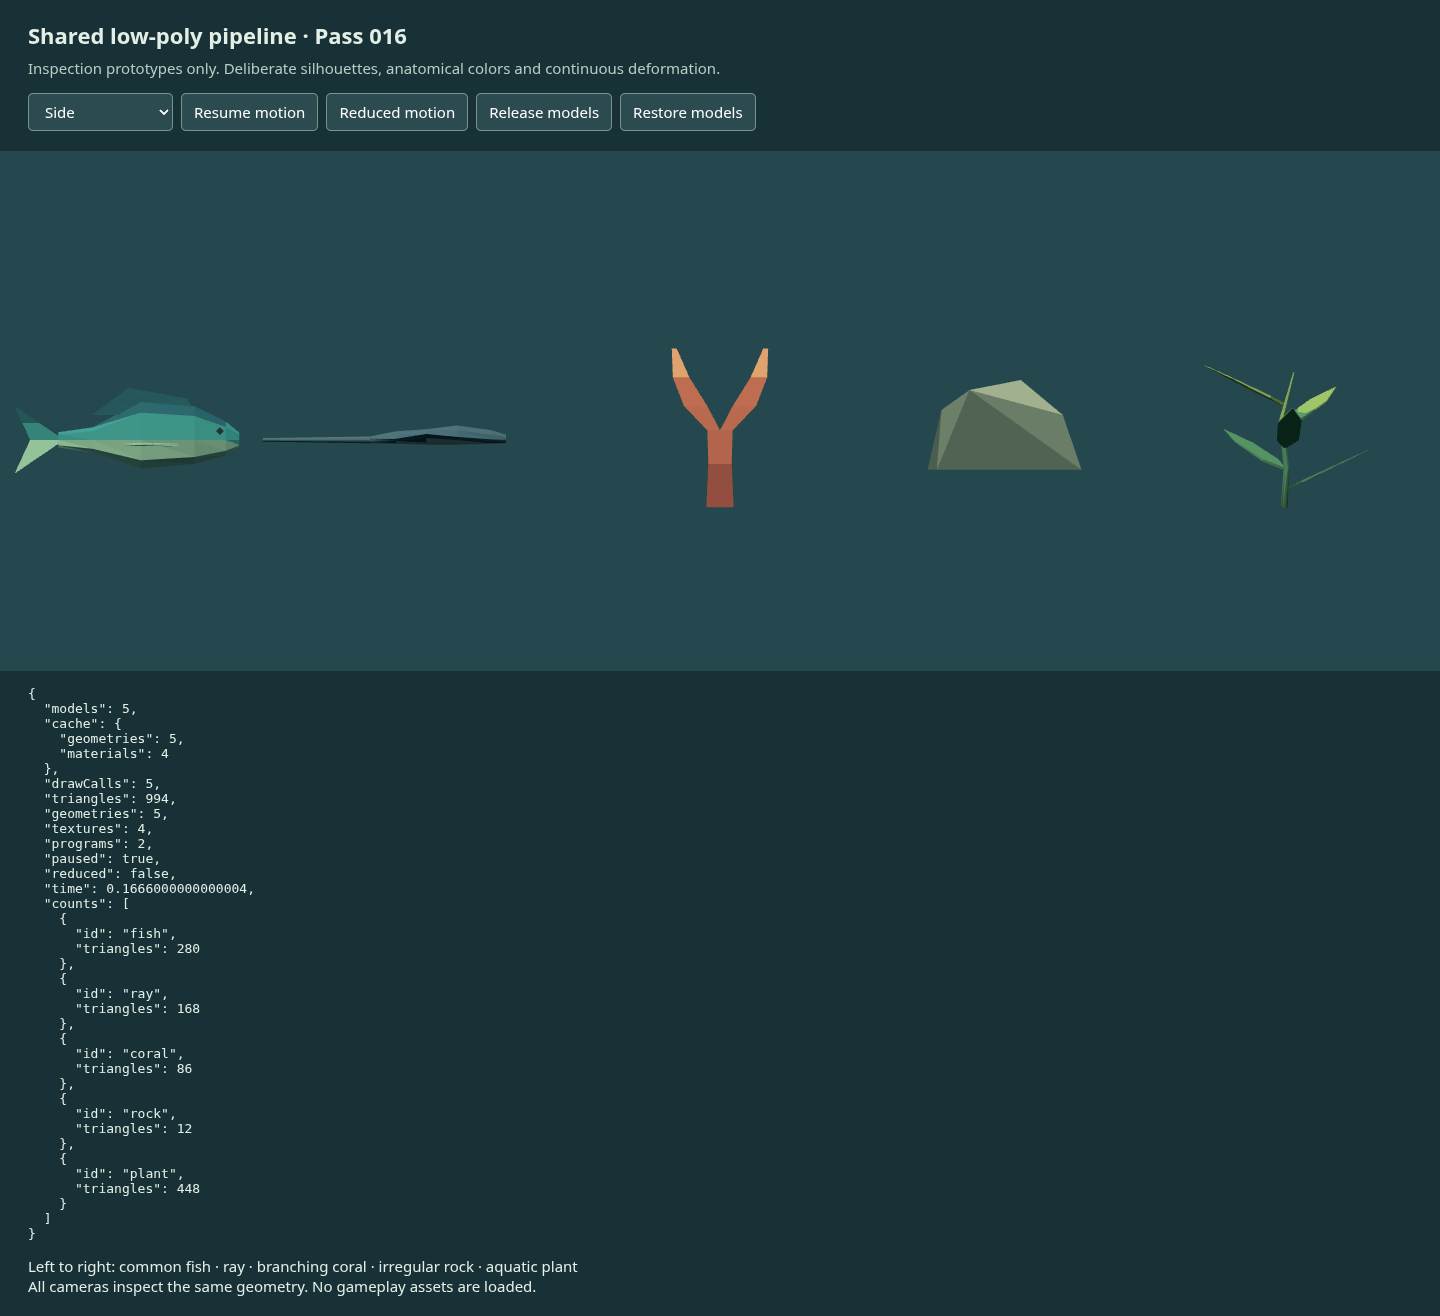 Shared low-poly pipeline · Pass 016
Inspection prototypes only. Deliberate silhouettes, anatomical colors and continuous deformation.
Side Resume motion Reduced motion Release models Restore models
{
  "models": 5,
  "cache": {
    "geometries": 5,
    "materials": 4
  },
  "drawCalls": 5,
  "triangles": 994,
  "geometries": 5,
  "textures": 4,
  "programs": 2,
  "paused": true,
  "reduced": false,
  "time": 0.1666000000000004,
  "counts": [
    {
      "id": "fish",
      "triangles": 280
    },
    {
      "id": "ray",
      "triangles": 168
    },
    {
      "id": "coral",
      "triangles": 86
    },
    {
      "id": "rock",
      "triangles": 12
    },
    {
      "id": "plant",
      "triangles": 448
    }
  ]
}
Left to right: common fish · ray · branching coral · irregular rock · aquatic plant
All cameras inspect the same geometry. No gameplay assets are loaded.